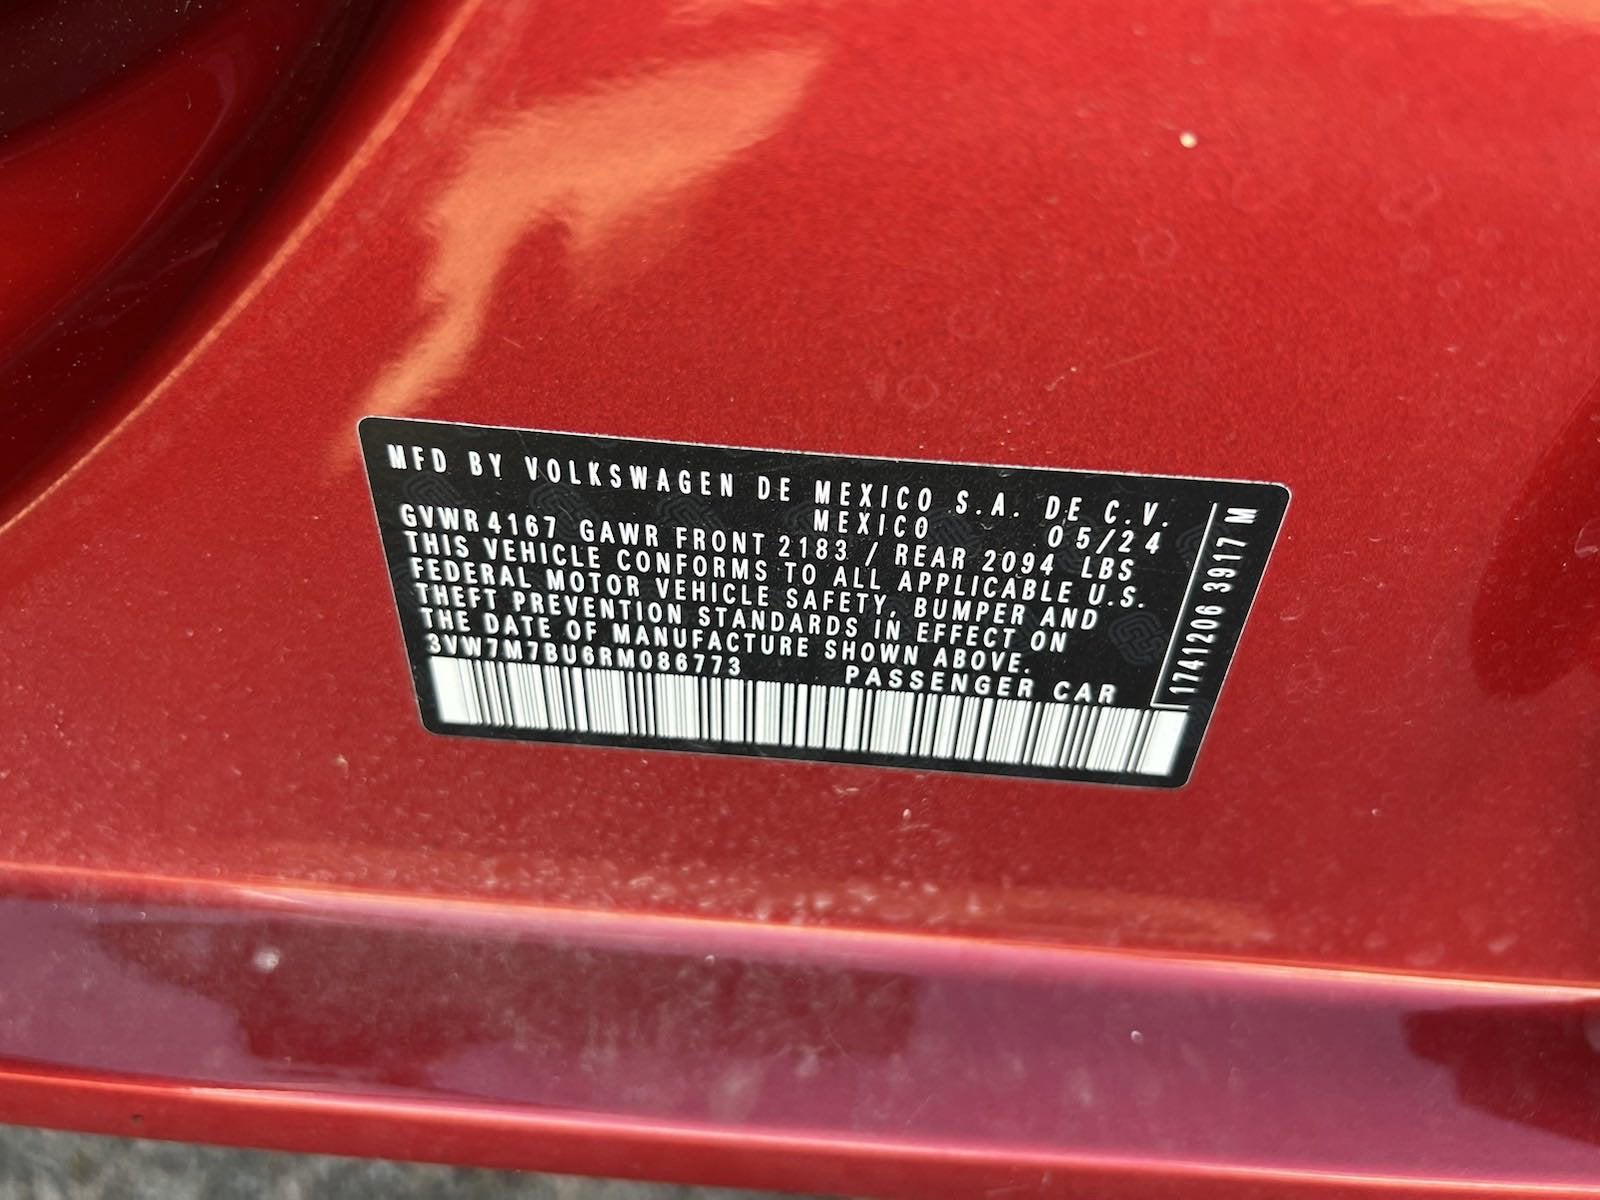 MFD BY VOLKSWAGEN DE MEXICO S.A. DE C.V.
MEXICO 05/24
GVWR 4167 GAWR FRONT 2183 / REAR 2094 LBS
THIS VEHICLE CONFORMS TO ALL APPLICABLE U.S.
FEDERAL MOTOR VEHICLE SAFETY, BUMPER AND
THEFT PREVENTION STANDARDS IN EFFECT ON
THE DATE OF MANUFACTURE SHOWN ABOVE.
3VW7M7BU6RM086773 PASSENGER CAR
1741206 3917 M